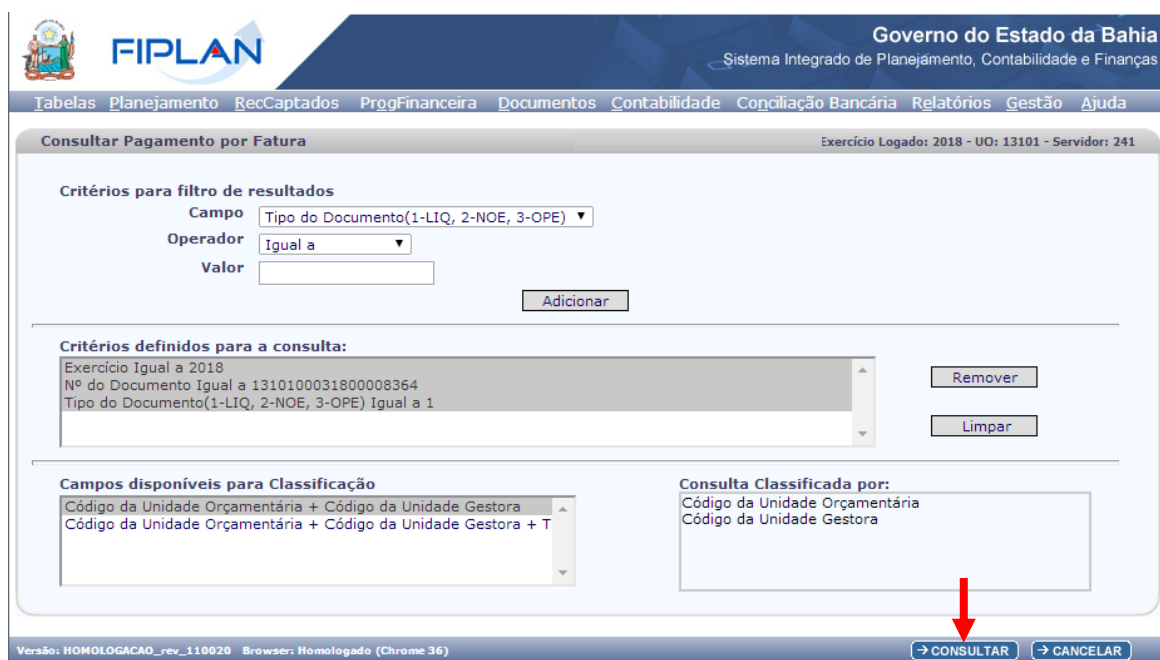 FIPLAN
Governo do Estado da Bahia
Sistema Integrado de Planejamento, Contabilidade e Finanças
Tabelas Planejamento RecCaptados ProgFinanceira Documentos Contabilidade Conciliação Bancária Relatórios Gestão Ajuda
Consultar Pagamento por Fatura Exercício Logado: 2018 - UO: 13101 - Servidor: 241
Critérios para filtro de resultados
Campo Tipo do Documento(1-LIQ, 2-NOE, 3-OPE)
Operador Igual a
Valor
Adicionar
Critérios definidos para a consulta:
Exercício Igual a 2018
Nº do Documento Igual a 1310100031800008364
Tipo do Documento(1-LIQ, 2-NOE, 3-OPE) Igual a 1
Remover
Limpar
Campos disponíveis para Classificação
Código da Unidade Orçamentária + Código da Unidade Gestora
Código da Unidade Orçamentária + Código da Unidade Gestora + T
Consulta Classificada por:
Código da Unidade Orçamentária
Código da Unidade Gestora
Versão: HOMOLOGACAO_rev_110020 Browser: Homologado (Chrome 36) CONSULTAR CANCELAR